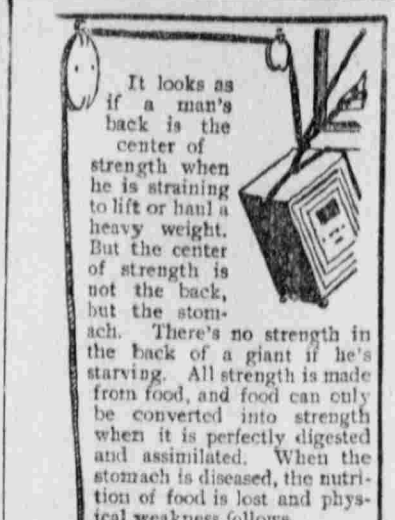 It looks as
if a man's
back is the
center of
strength when
he is straining
to lift or haul a
heavy weight.
But the center
of strength is
not the back,
but the stom-
ach. There's no strength in
the back of a giant if he's
starving. All strength is made
from food, and food can only
be converted into strength
when it is perfectly digested
and assimilated. When the
stomach is diseased, the nutri-
tion of food is lost and phys-
ical weakness follows.